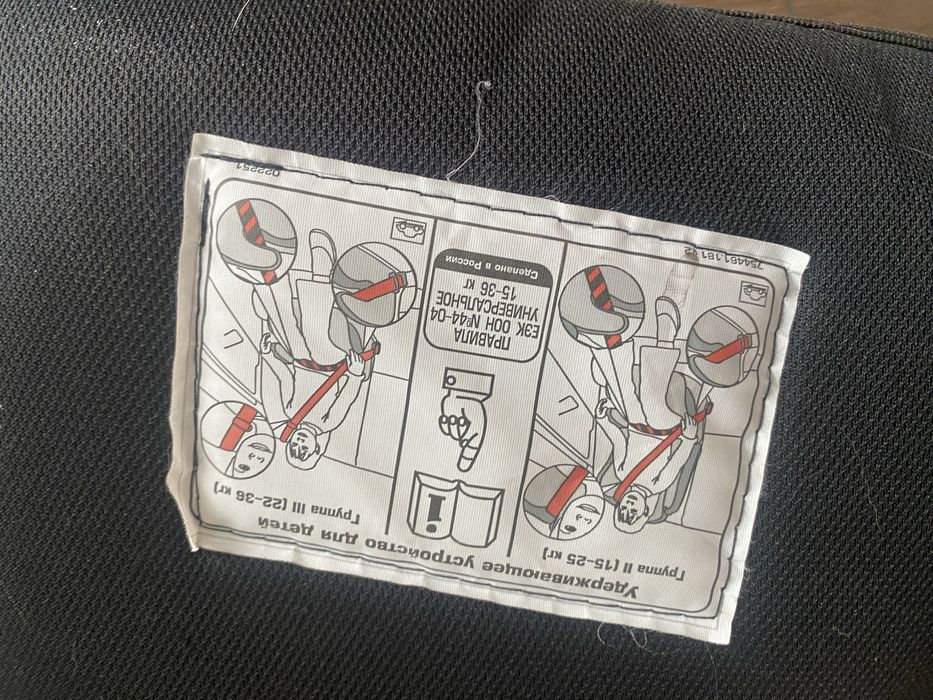 Удерживающее устройство для детей
Группа II (15-25 кг)
Группа III (22-36 кг)
ПРАВИЛА
ЕЭК ООН №44-04
УНИВЕРСАЛЬНОЕ
15-36 кг
Сделано в России
022251